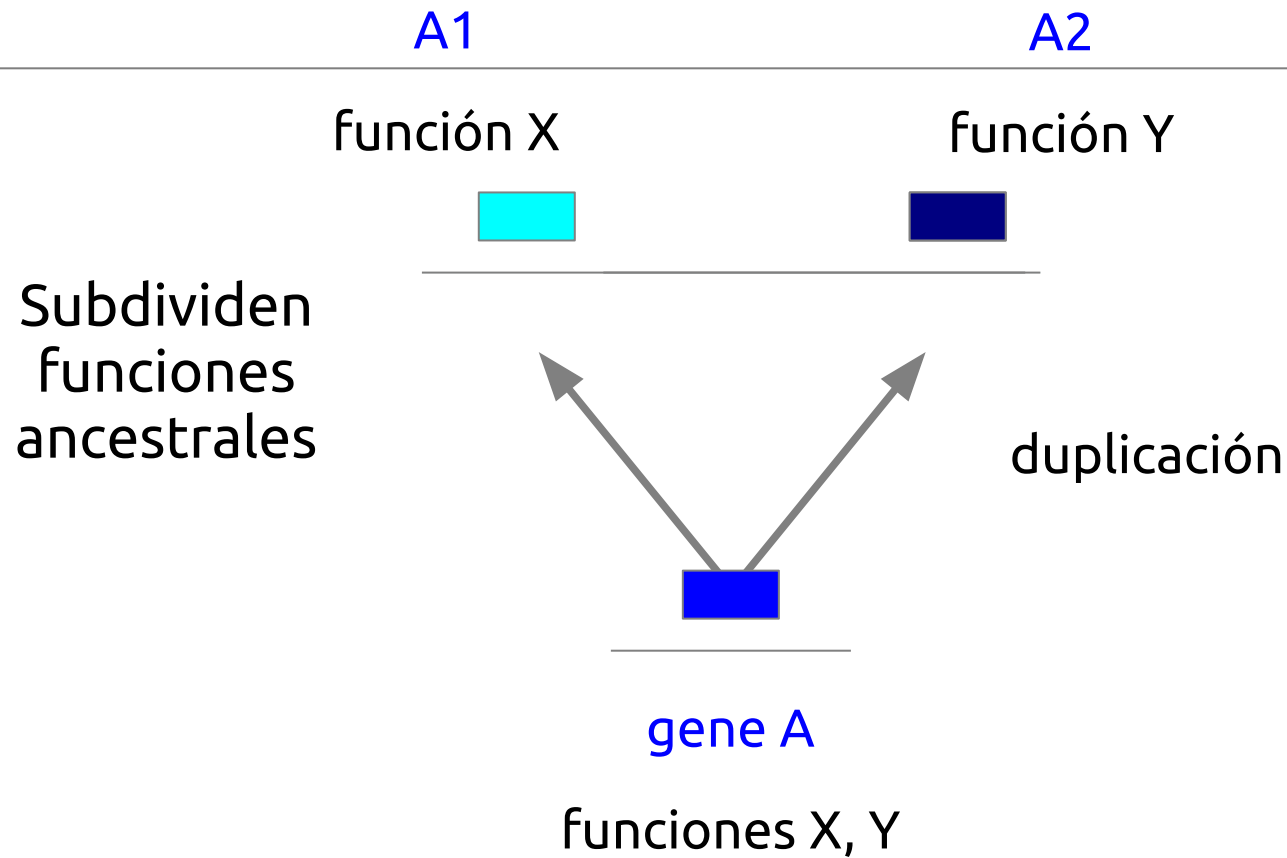 A1
A2
función X
función Y
Subdividen
funciones
ancestrales
duplicación
gene A
funciones X, Y